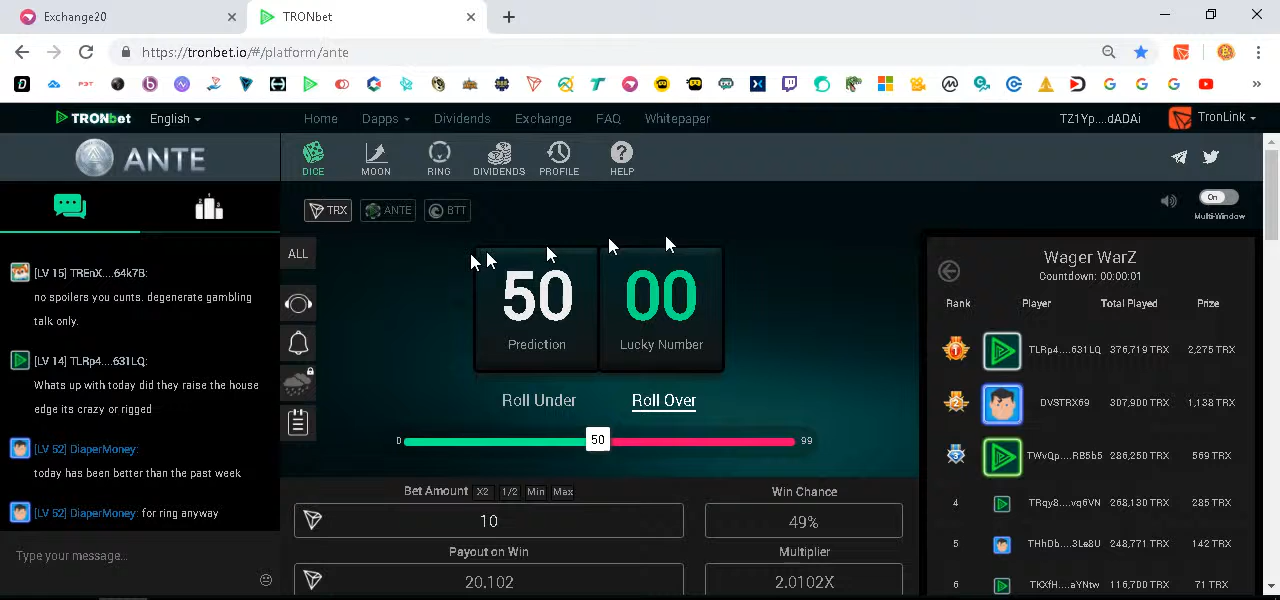 Exchange20
TRONbet
https://tronbet.io/#/platform/ante
TRONbet
English
Home
Dapps
Dividends
Exchange
FAQ
Whitepaper
TZ1Yp....dADAi
TronLink
ANTE
DICE
MOON
RING
DIVIDENDS
PROFILE
HELP
TRX
ANTE
BTT
On
Multi-Window
[LV 15] TREnX....64k7B:
no spoilers you cunts. degenerate gambling
talk only.
[LV 14] TLRp4....631LQ:
Whats up with today did they raise the house
edge its crazy or rigged
[LV 52] DiaperMoney:
today has been better than the past week
[LV 52] DiaperMoney: for ring anyway
Type your message...
ALL
50
Prediction
00
Lucky Number
Roll Under
Roll Over
0
50
99
Bet Amount
X2
1/2
Min
Max
10
Win Chance
49%
Payout on Win
20.102
Multiplier
2.0102X
Wager WarZ
Countdown: 00:00:01
Rank Player Total Played Prize
1 TLRp4....631LQ 376,719 TRX 2,275 TRX
2 DVSTRX69 307,900 TRX 1,138 TRX
3 TWvQp....RB5b5 286,250 TRX 569 TRX
4 TRqy8....vq6VN 268,130 TRX 285 TRX
5 THhDb....3Le8U 248,771 TRX 142 TRX
6 TKXfH....aYNtw 116,700 TRX 71 TRX